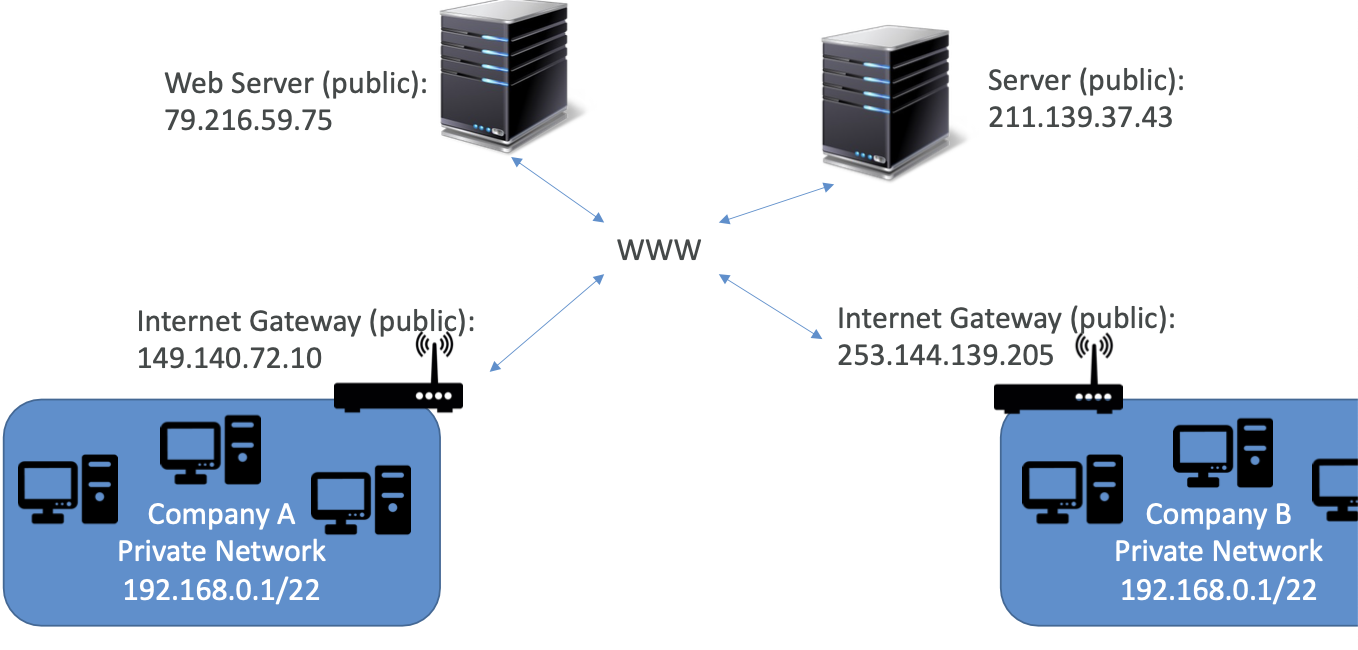 Web Server (public):
79.216.59.75
Server (public):
211.139.37.43
WWW
Internet Gateway (public):
149.140.72.10
Internet Gateway (public):
253.144.139.205
Company A
Private Network
192.168.0.1/22
Company B
Private Network
192.168.0.1/22